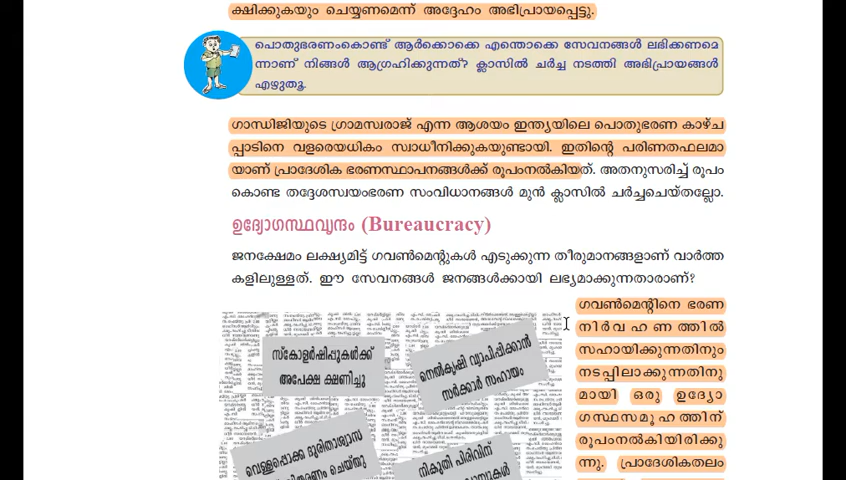 ക്ഷിക്കുകയും ചെയ്യണമെന്ന് അദ്ദേഹം അഭിപ്രായപ്പെട്ടു.
പൊതുഭരണംകൊണ്ട് ആർക്കൊക്കെ എന്തൊക്കെ സേവനങ്ങൾ ലഭിക്കണമെ
ന്നാണ് നിങ്ങൾ ആഗ്രഹിക്കുന്നത്? ക്ലാസിൽ ചർച്ച നടത്തി അഭിപ്രായങ്ങൾ
എഴുതൂ.
ഗാന്ധിജിയുടെ ഗ്രാമസ്വരാജ് എന്ന ആശയം ഇന്ത്യയിലെ പൊതുഭരണ കാഴ്ച
പ്പാടിനെ വളരെയധികം സ്വാധീനിക്കുകയുണ്ടായി. ഇതിന്റെ പരിണതഫലമാ
യാണ് പ്രാദേശിക ഭരണസ്ഥാപനങ്ങൾക്ക് രൂപംനൽകിയത്. അതനുസരിച്ച് രൂപം
കൊണ്ട തദ്ദേശസ്വയംഭരണ സംവിധാനങ്ങൾ മുൻ ക്ലാസിൽ ചർച്ചചെയ്തല്ലോ.
ഉദ്യോഗസ്ഥവൃന്ദം (Bureaucracy)
ജനക്ഷേമം ലക്ഷ്യമിട്ട് ഗവൺമെന്റുകൾ എടുക്കുന്ന തീരുമാനങ്ങളാണ് വാർത്ത
കളിലുള്ളത്. ഈ സേവനങ്ങൾ ജനങ്ങൾക്കായി ലഭ്യമാക്കുന്നതാരാണ്?
ഗവൺമെന്റിനെ ഭരണ
നിർവഹണത്തിൽ
സഹായിക്കുന്നതിനും
നടപ്പിലാക്കുന്നതിനു
മായി ഒരു ഉദ്യോ
ഗസ്ഥസമൂഹത്തിന്
രൂപംനൽകിയിരിക്കു
ന്നു. പ്രാദേശികതലം
സ്കോളർഷിപ്പുകൾക്ക്
അപേക്ഷ ക്ഷണിച്ചു
നെൽകൃഷി വ്യാപിപ്പിക്കാൻ
സർക്കാർ സഹായം
വെള്ളപ്പൊക്ക ദുരിതാശ്വാസ
വിതരണം ചെയ്തു
നികുതി പിരിവിന്